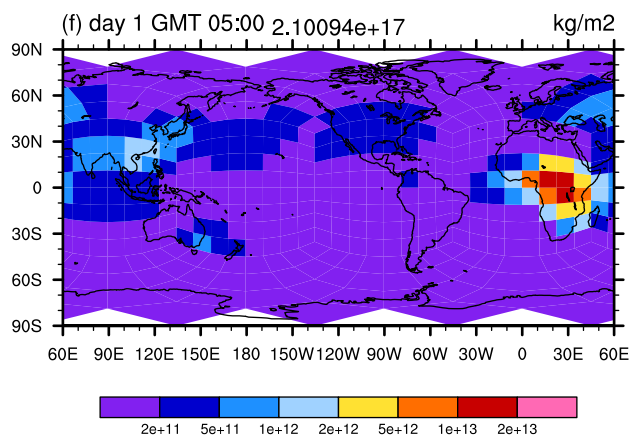 (f) day 1 GMT 05:00 2.10094e+17 kg/m2
90N
60N
30N
0
30S
60S
90S
60E 90E 120E 150E 180 150W 120W 90W 60W 30W 0 30E 60E
2e+11 5e+11 1e+12 2e+12 5e+12 1e+13 2e+13